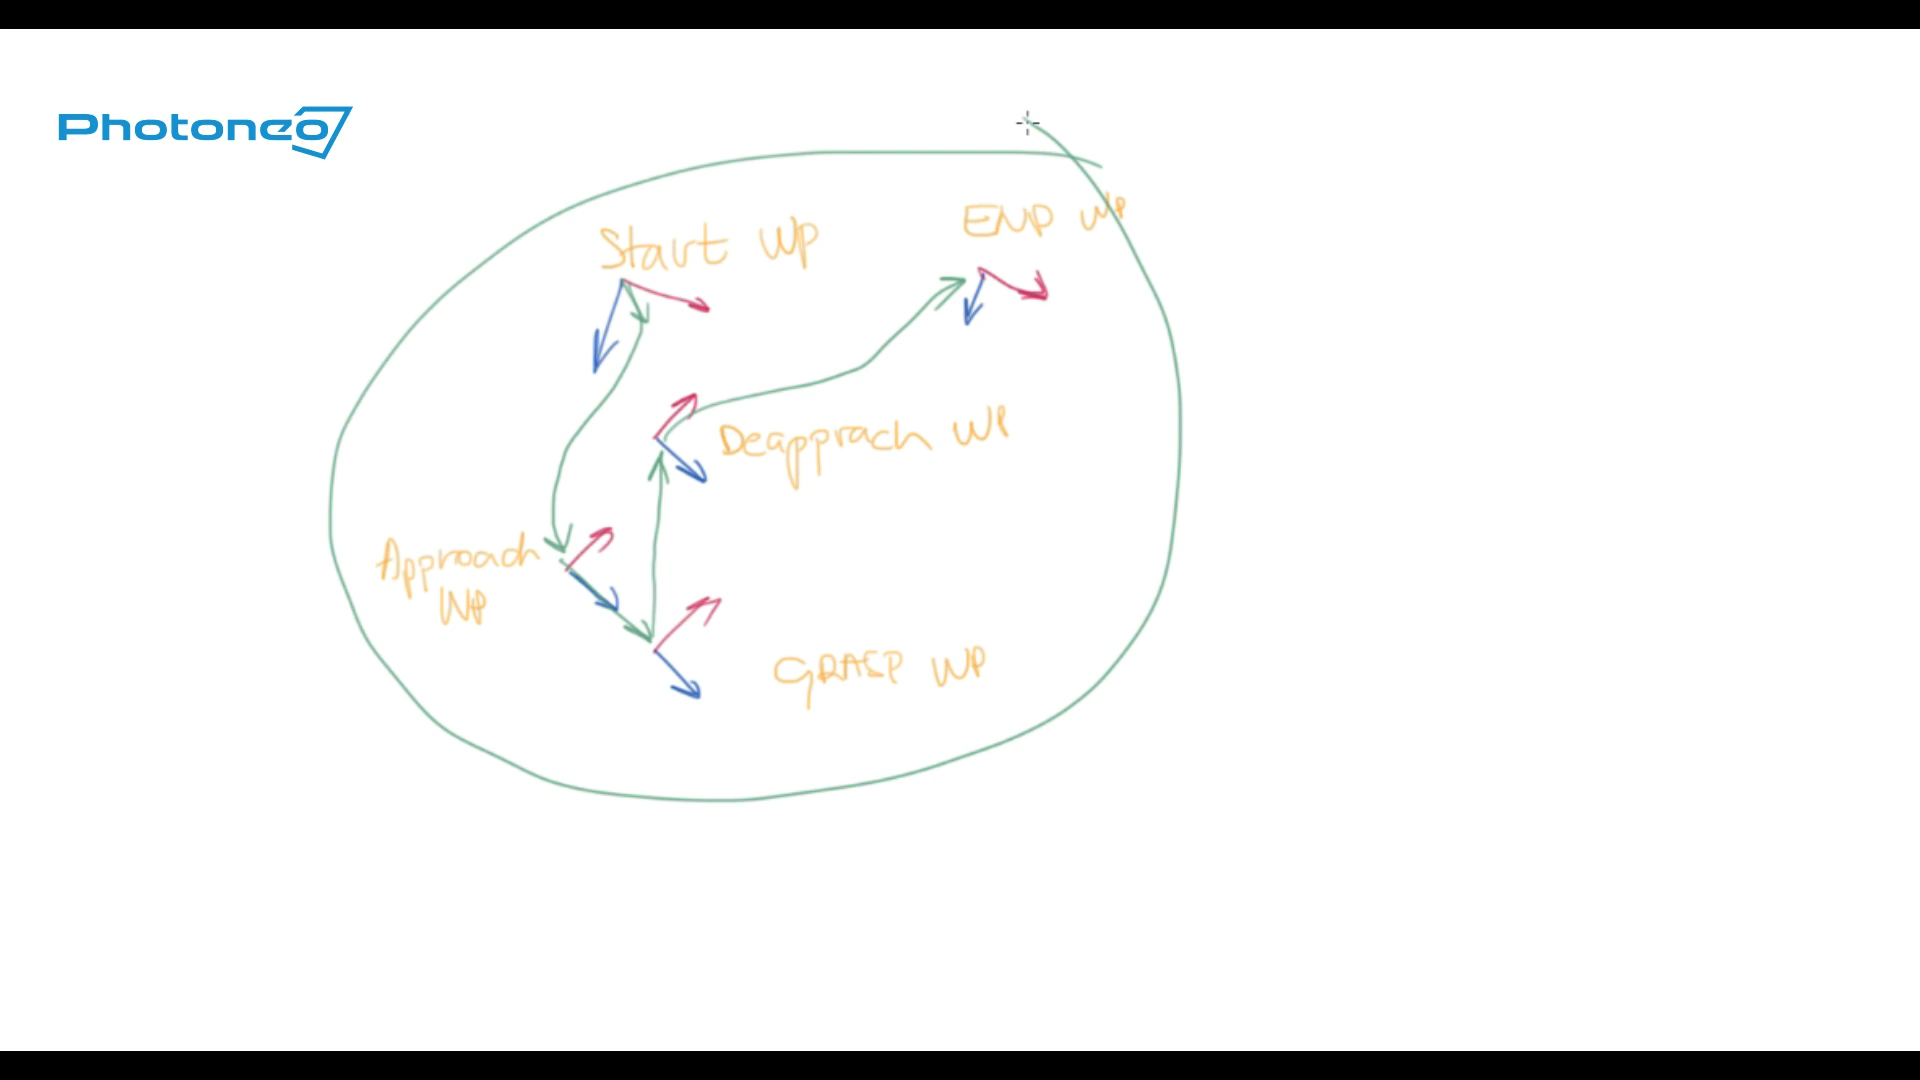 Photoneo
Start WP
END WP
Deapprach WP
Approach
WP
GRASP WP